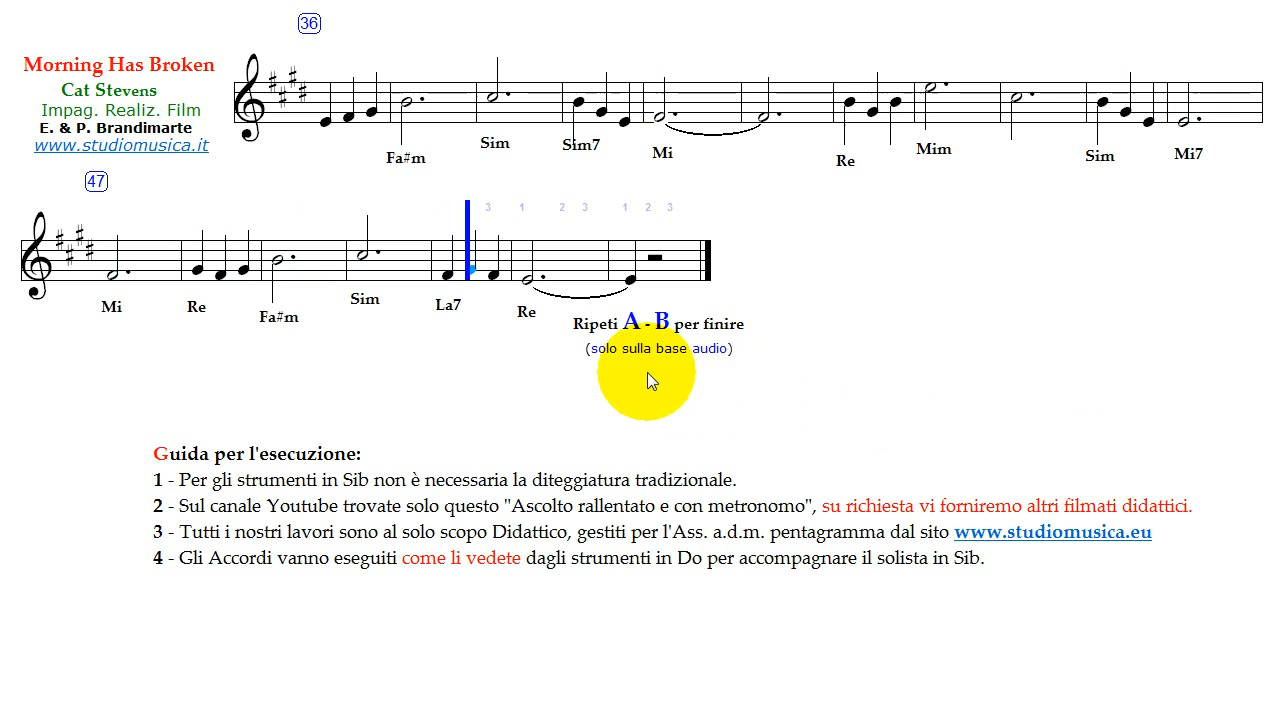 36
Morning Has Broken
Cat Stevens
Impag. Realiz. Film
E. & P. Brandimarte
www.studiomusica.it
Fa#m Sim Sim7 Mi Re Mim Sim Mi7
47
3 1 2 3 1 2 3
Mi Re Fa#m Sim La7 Re
Ripeti A - B per finire
(solo sulla base audio)
Guida per l'esecuzione:
1 - Per gli strumenti in Sib non è necessaria la diteggiatura tradizionale.
2 - Sul canale Youtube trovate solo questo "Ascolto rallentato e con metronomo", su richiesta vi forniremo altri filmati didattici.
3 - Tutti i nostri lavori sono al solo scopo Didattico, gestiti per l'Ass. a.d.m. pentagramma dal sito www.studiomusica.eu
4 - Gli Accordi vanno eseguiti come li vedete dagli strumenti in Do per accompagnare il solista in Sib.